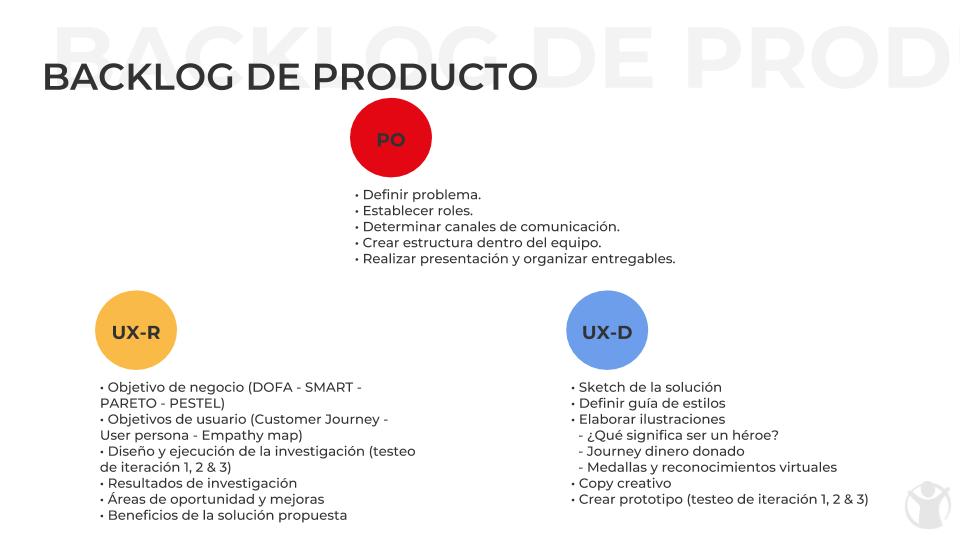 BACKLOG DE PRODU
BACKLOG DE PRODUCTO
PO
• Definir problema.
• Establecer roles.
• Determinar canales de comunicación.
• Crear estructura dentro del equipo.
• Realizar presentación y organizar entregables.
UX-R
• Objetivo de negocio (DOFA - SMART -
PARETO - PESTEL)
• Objetivos de usuario (Customer Journey -
User persona - Empathy map)
• Diseño y ejecución de la investigación (testeo
de iteración 1, 2 & 3)
• Resultados de investigación
• Áreas de oportunidad y mejoras
• Beneficios de la solución propuesta
UX-D
• Sketch de la solución
• Definir guía de estilos
• Elaborar ilustraciones
- ¿Qué significa ser un héroe?
- Journey dinero donado
- Medallas y reconocimientos virtuales
• Copy creativo
• Crear prototipo (testeo de iteración 1, 2 & 3)